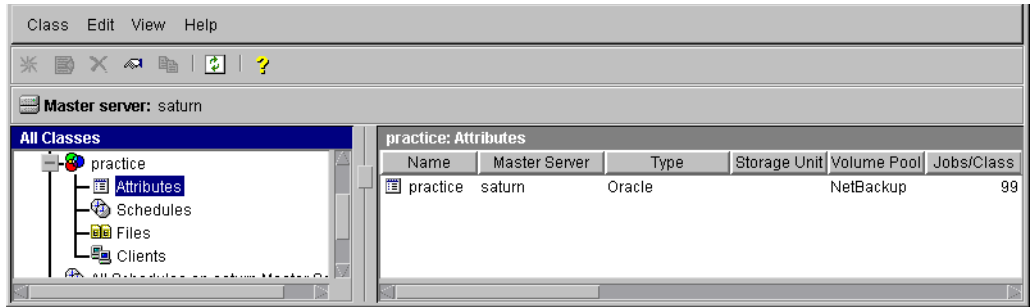 Class Edit View Help
Master server: saturn
All Classes
practice
Attributes
Schedules
Files
Clients
practice: Attributes
Name Master Server Type Storage Unit Volume Pool Jobs/Class
practice saturn Oracle NetBackup 99